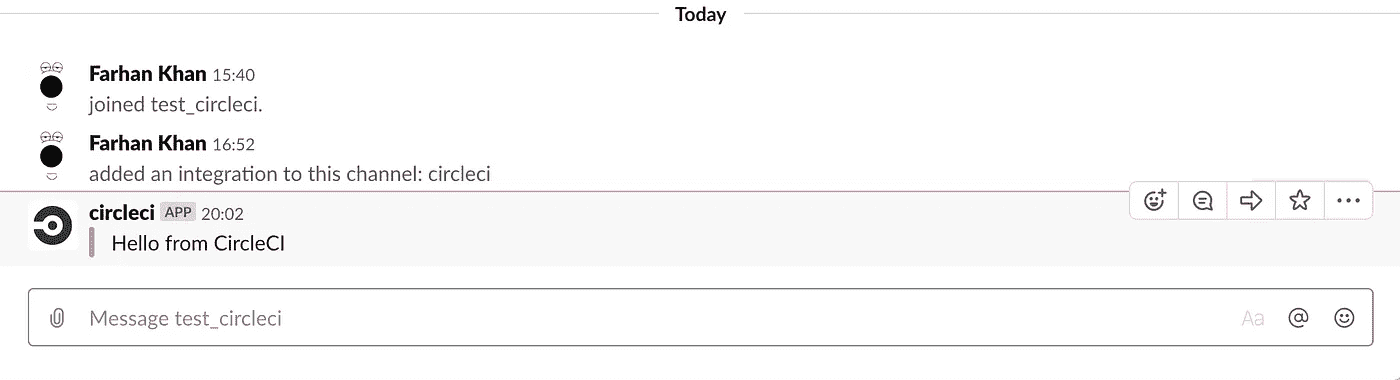 Today
Farhan Khan 15:40
joined test_circleci.
Farhan Khan 16:52
added an integration to this channel: circleci
circleci APP 20:02
Hello from CircleCI
Message test_circleci Aa @